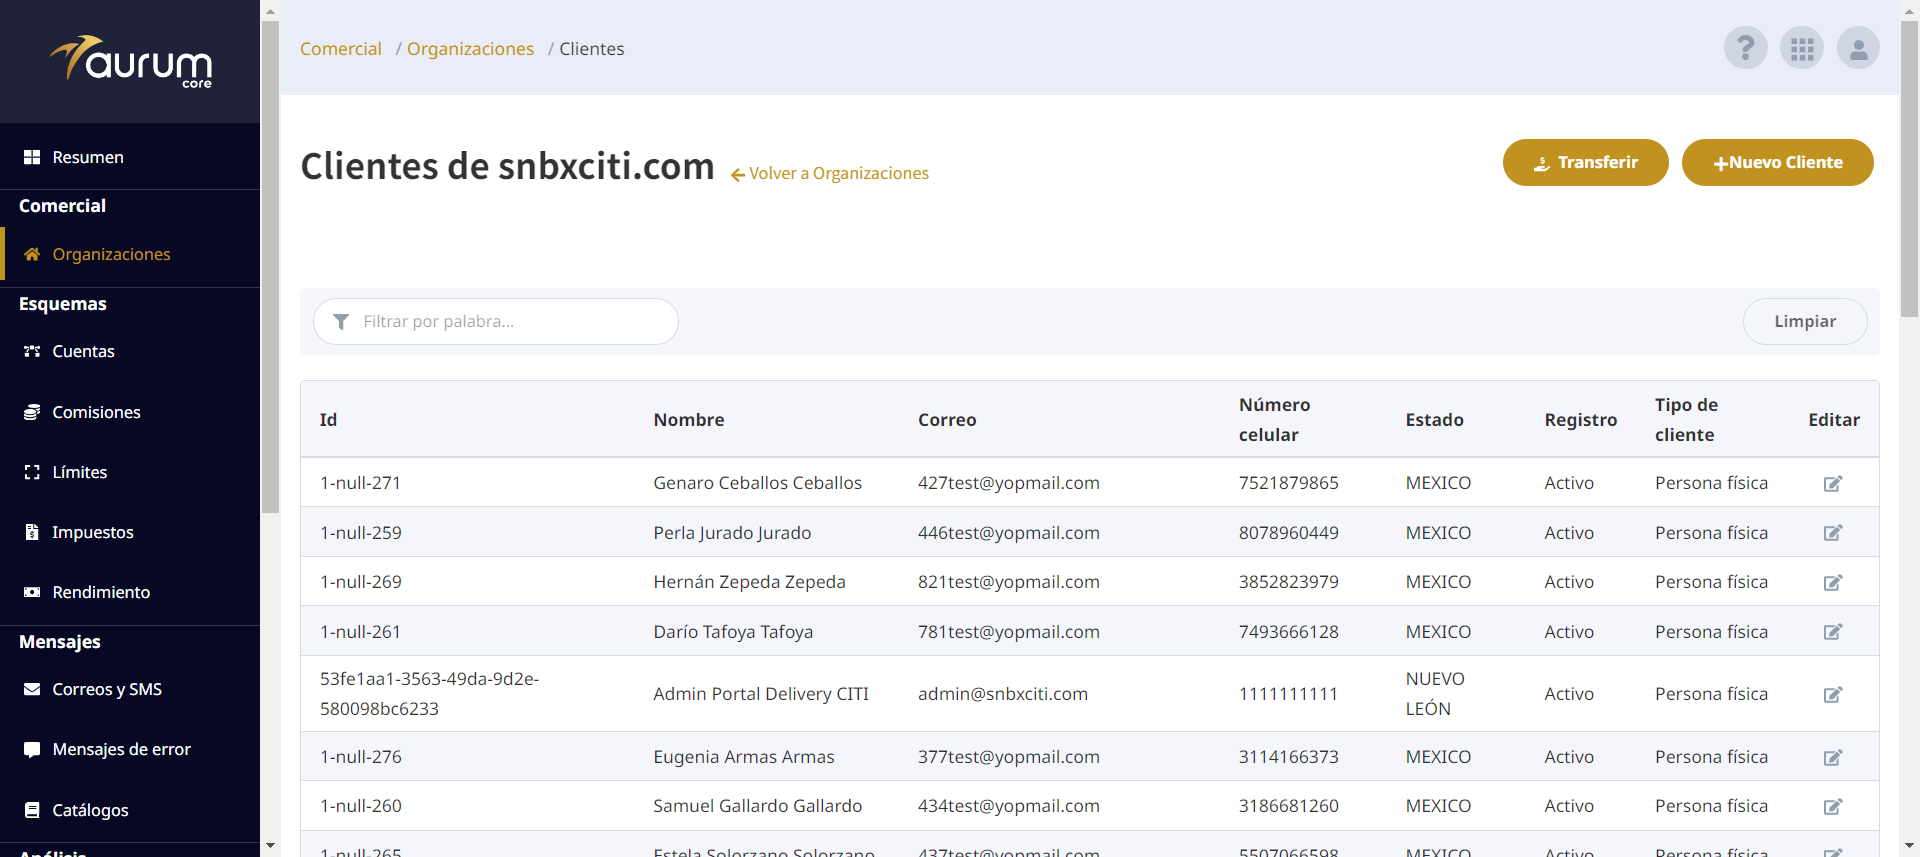 aurum
core
Resumen
Comercial
Organizaciones
Esquemas
Cuentas
Comisiones
Límites
Impuestos
Rendimiento
Mensajes
Correos y SMS
Mensajes de error
Catálogos
Análisis
Comercial / Organizaciones / Clientes
Clientes de snbxciti.com Volver a Organizaciones
Transferir
+Nuevo Cliente
Filtrar por palabra...
Limpiar
Id Nombre Correo Número celular Estado Registro Tipo de cliente Editar
1-null-271 Genaro Ceballos Ceballos 427test@yopmail.com 7521879865 MEXICO Activo Persona física
1-null-259 Perla Jurado Jurado 446test@yopmail.com 8078960449 MEXICO Activo Persona física
1-null-269 Hernán Zepeda Zepeda 821test@yopmail.com 3852823979 MEXICO Activo Persona física
1-null-261 Darío Tafoya Tafoya 781test@yopmail.com 7493666128 MEXICO Activo Persona física
53fe1aa1-3563-49da-9d2e-580098bc6233 Admin Portal Delivery CITI admin@snbxciti.com 1111111111 NUEVO LEÓN Activo Persona física
1-null-276 Eugenia Armas Armas 377test@yopmail.com 3114166373 MEXICO Activo Persona física
1-null-260 Samuel Gallardo Gallardo 434test@yopmail.com 3186681260 MEXICO Activo Persona física
1-null-265 Estela Solorzano Solorzano 437test@yopmail.com 5507066598 MEXICO Activo Persona física